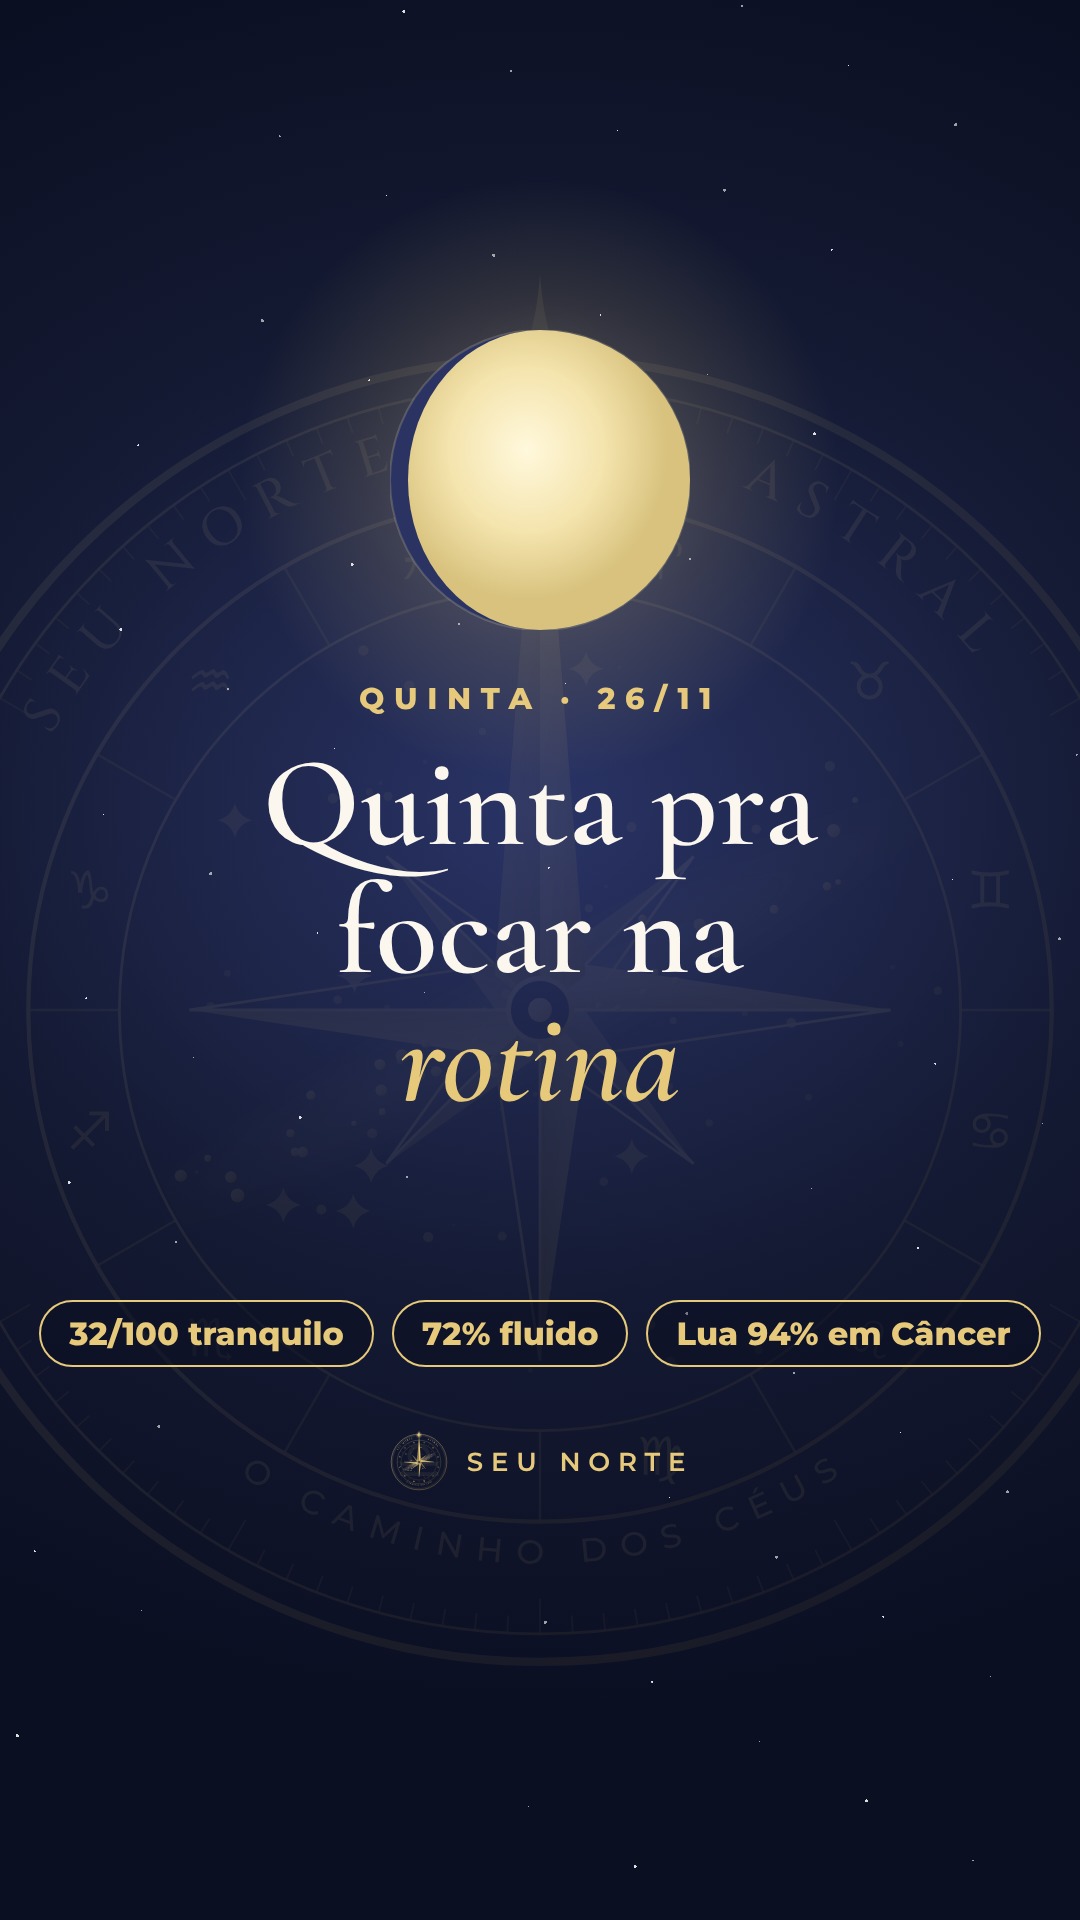 SEU NORTE ASTRAL
QUINTA · 26/11
Quinta pra
focar na
rotina
32/100 tranquilo
72% fluido
Lua 94% em Câncer
SEU NORTE
O CAMINHO DOS CÉUS